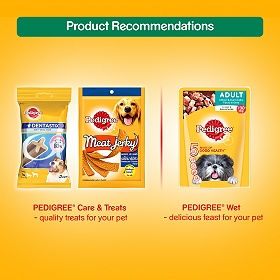 Product Recommendations
Pedigree
DENTASTIX
Pedigree
Meat Jerky
ADULT
Pedigree
PEDIGREE® Care & Treats
- quality treats for your pet
PEDIGREE® Wet
- delicious feast for your pet